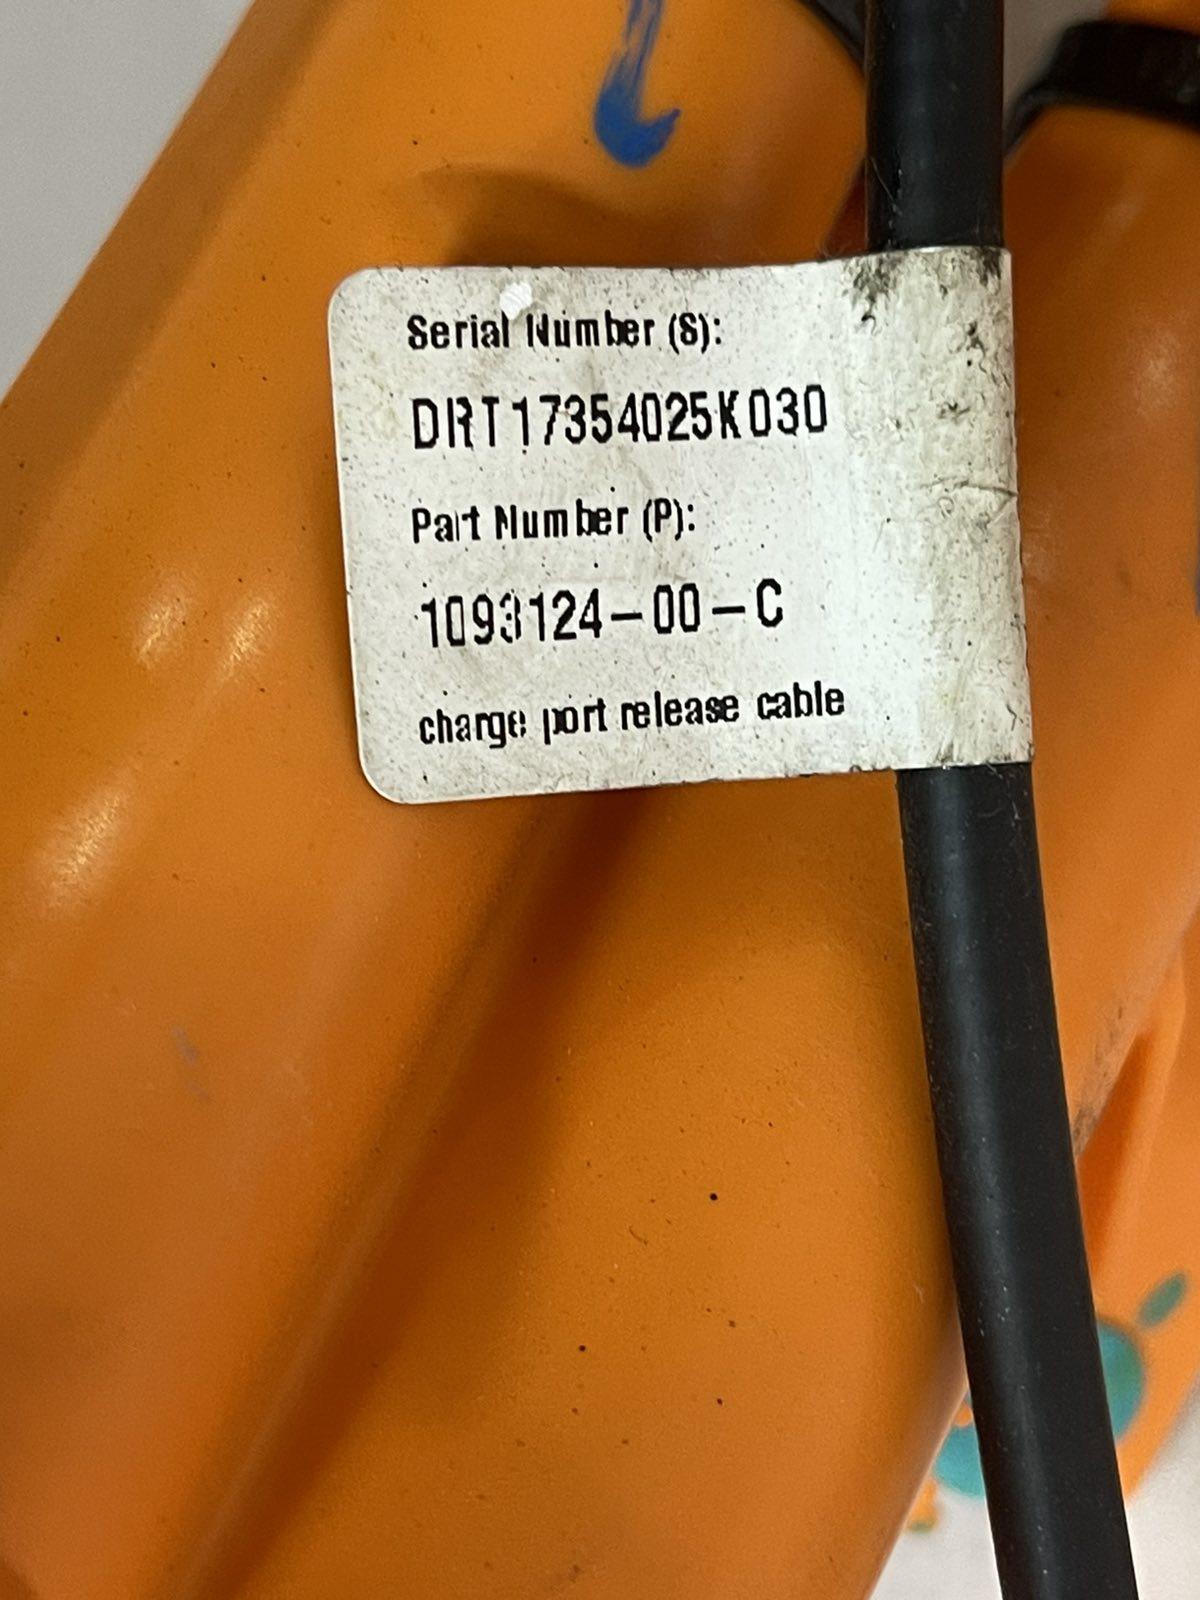 Serial Number (S):
DRT17354025K030
Part Number (P):
1093124-00-C
charge port release cable